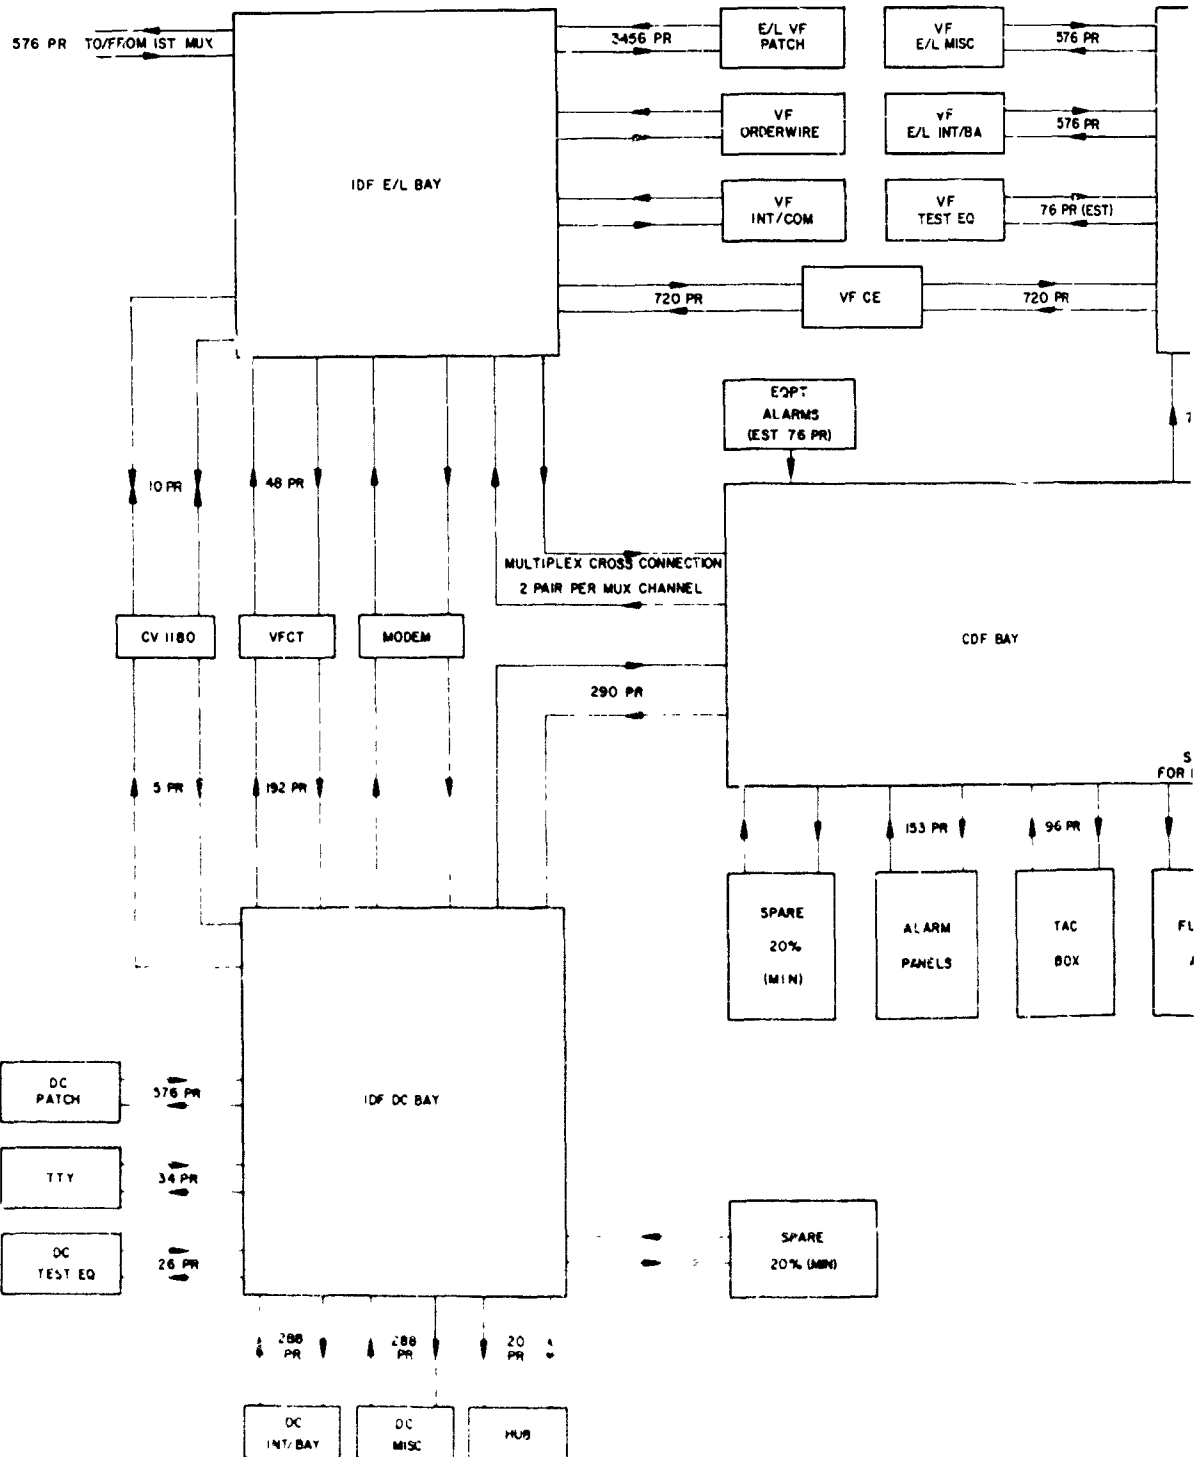 576 PR TO/FROM IST MUX
3456 PR
E/L VF
PATCH
VF
E/L MISC
576 PR
VF
ORDERWIRE
VF
E/L INT/BA
576 PR
IDF E/L BAY
VF
INT/COM
VF
TEST EQ
76 PR (EST)
720 PR
VF CE
720 PR
EQPT
ALARMS
(EST 76 PR)
7
10 PR
48 PR
MULTIPLEX CROSS CONNECTION
2 PAIR PER MUX CHANNEL
CV 1180
VFCT
MODEM
CDF BAY
290 PR
5 PR
192 PR
S
FOR
153 PR
96 PR
SPARE
20%
(MIN)
ALARM
PANELS
TAC
BOX
FU
A
DC
PATCH
576 PR
IDF DC BAY
TTY
34 PR
DC
TEST EQ
26 PR
SPARE
20% (MIN)
288
PR
288
PR
20
PR
DC
INT/BAY
DC
MISC
HUB